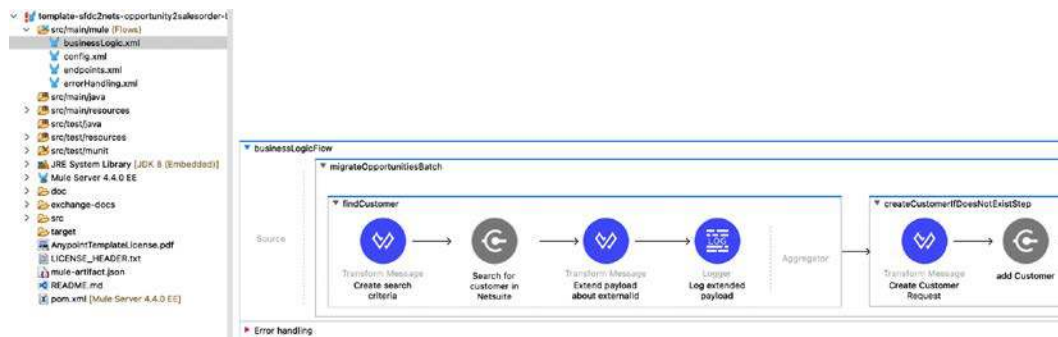 template-sfdc2nets-opportunity2salesorder-
src/main/mule (Flows)
businessLogic.xml
config.xml
endpoints.xml
errorHandling.xml
src/main/java
src/main/resources
src/test/java
src/test/resources
src/test/munit
JRE System Library [JDK 8 (Embedded)]
Mule Server 4.4.0 EE
doc
exchange-docs
src
target
AnypointTemplateLicense.pdf
LICENSE_HEADER.txt
mule-artifact.json
README.md
pom.xml [Mule Server 4.4.0 EE]
businessLogicFlow
migrateOpportunitiesBatch
Source
findCustomer
Transform Message
Create search
criteria
Search for
customer in
Netsuite
Transform Message
Extend payload
about externalid
LOG
Logger
Log extended
payload
Aggregator
createCustomerIfDoesNotExistStep
Transform Message
Create Customer
Request
add Customer
Error handling